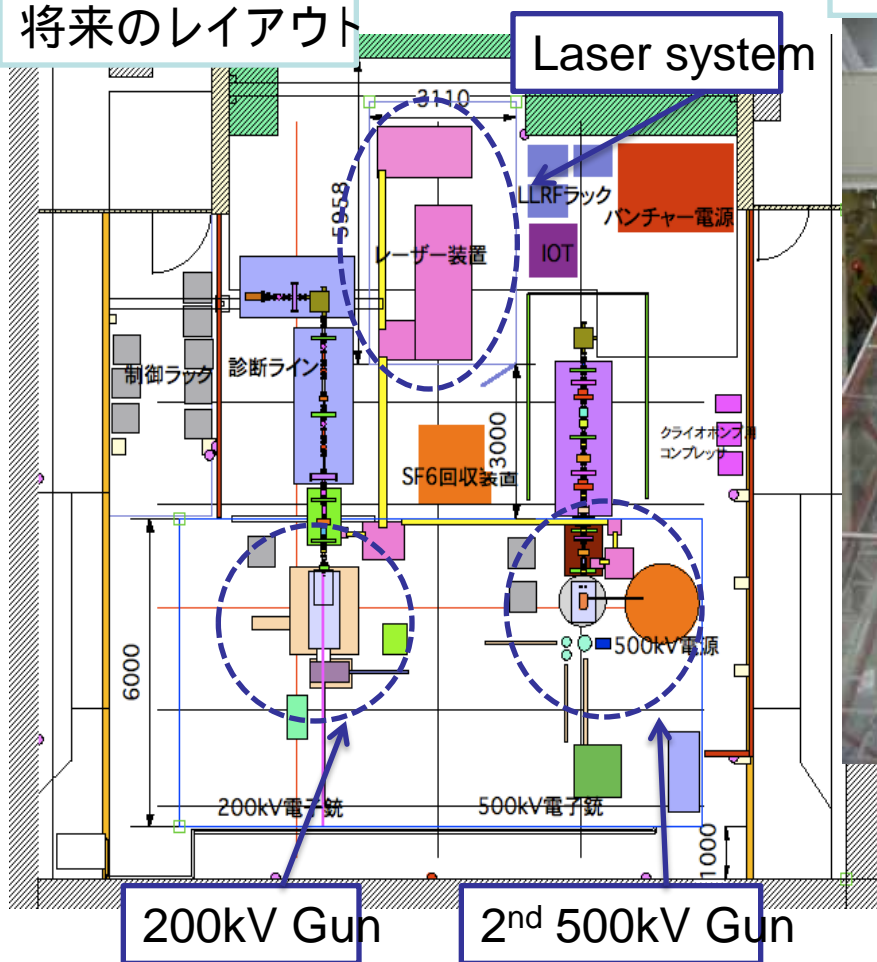 将来のレイアウト
Laser system
3110
5958
LLRFラック
バンチャー電源
レーザー装置
IOT
制御ラック
診断ライン
3000
クライオポンプ用
コンプレッサ
SF6回収装置
6000
500kV電源
200kV電子銃
500kV電子銃
1000
200kV Gun
2nd 500kV Gun